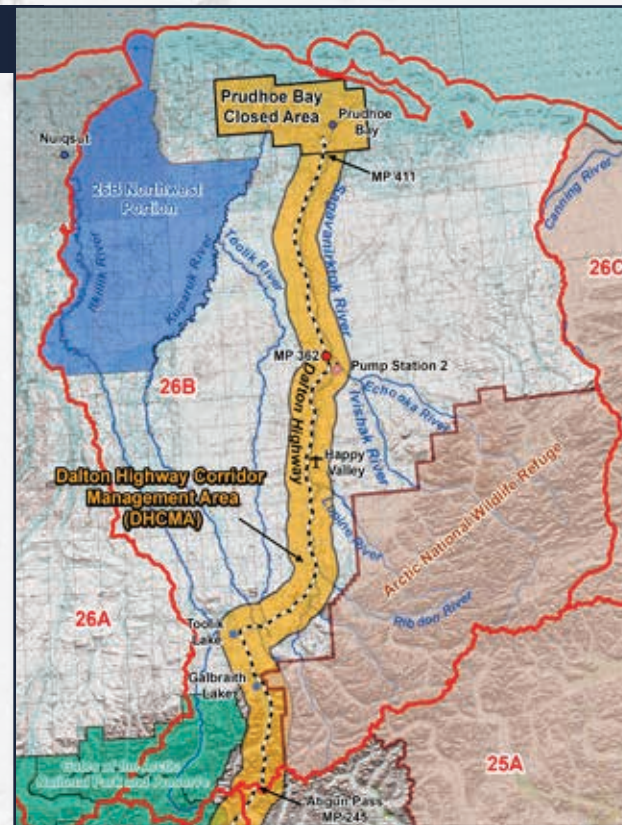 Prudhoe Bay
Closed Area
Prudhoe
Bay
Nuiqsut
MP 411
Canning River
26B Northwest
Portion
Sagavanirktok River
Toolik River
Itkillik River
Kuparuk River
26C
MP 362
Pump Station 2
26B
Dalton Highway
Echooka River
Ivishak River
Happy
Valley
Dalton Highway Corridor
Management Area
(DHCMA)
Arctic National Wildlife Refuge
Lupine River
Ribdon River
26A
Toolik
Lake
Galbraith
Lake
Gates of the Arctic
National Park and Preserve
25A
Atigun Pass
MP 245